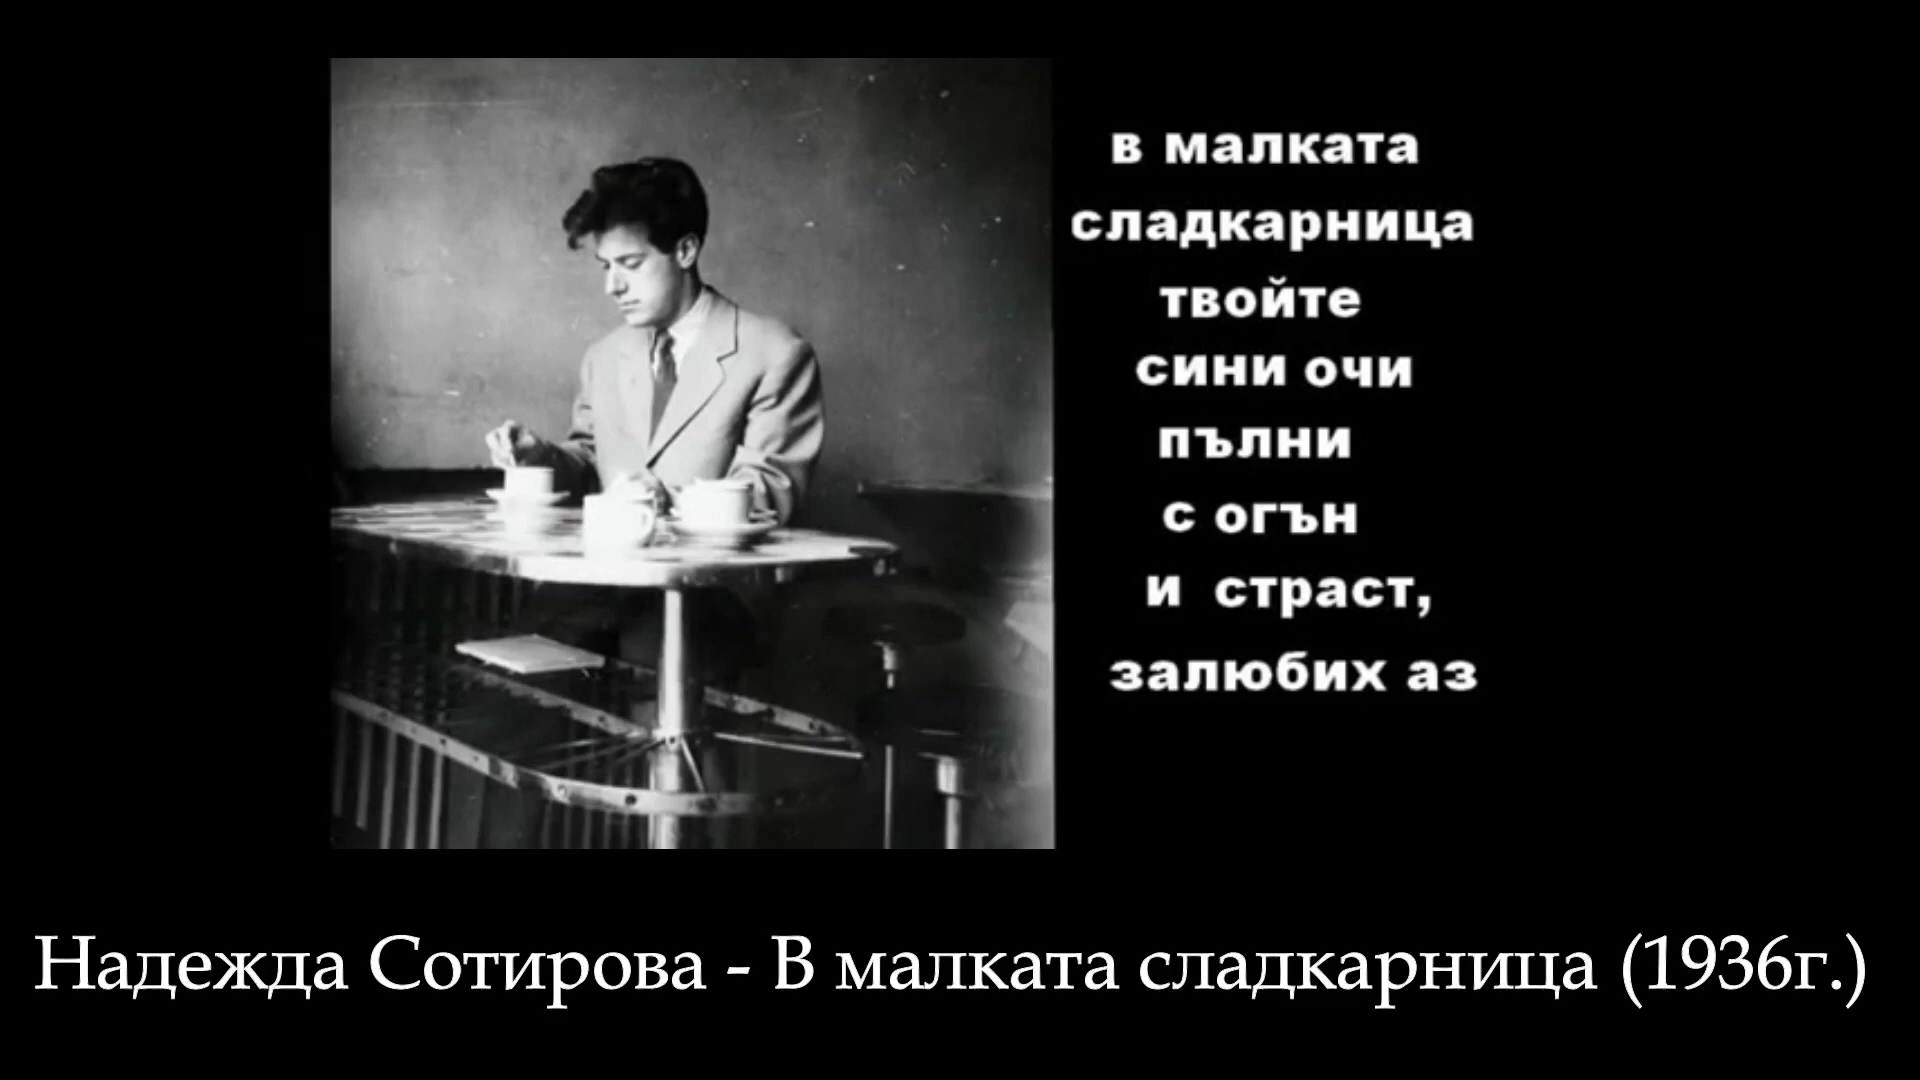 в малката
сладкарница
твойте
сини очи
пълни
с огън
и страст,
залюбих аз
Надежда Сотирова - В малката сладкарница (1936г.)